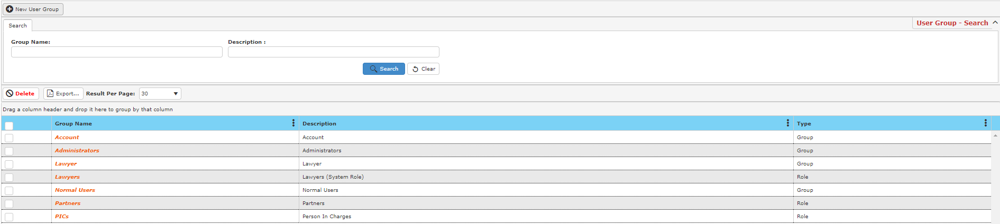 New User Group
Search
User Group - Search
Group Name:
Description :
Search
Clear
Delete
Export...
Result Per Page:
30
Drag a column header and drop it here to group by that column
Group Name
Description
Type
Account
Account
Group
Administrators
Administrators
Group
Lawyer
Lawyer
Group
Lawyers
Lawyers (System Role)
Role
Normal Users
Normal Users
Group
Partners
Partners
Role
PICs
Person In Charges
Role